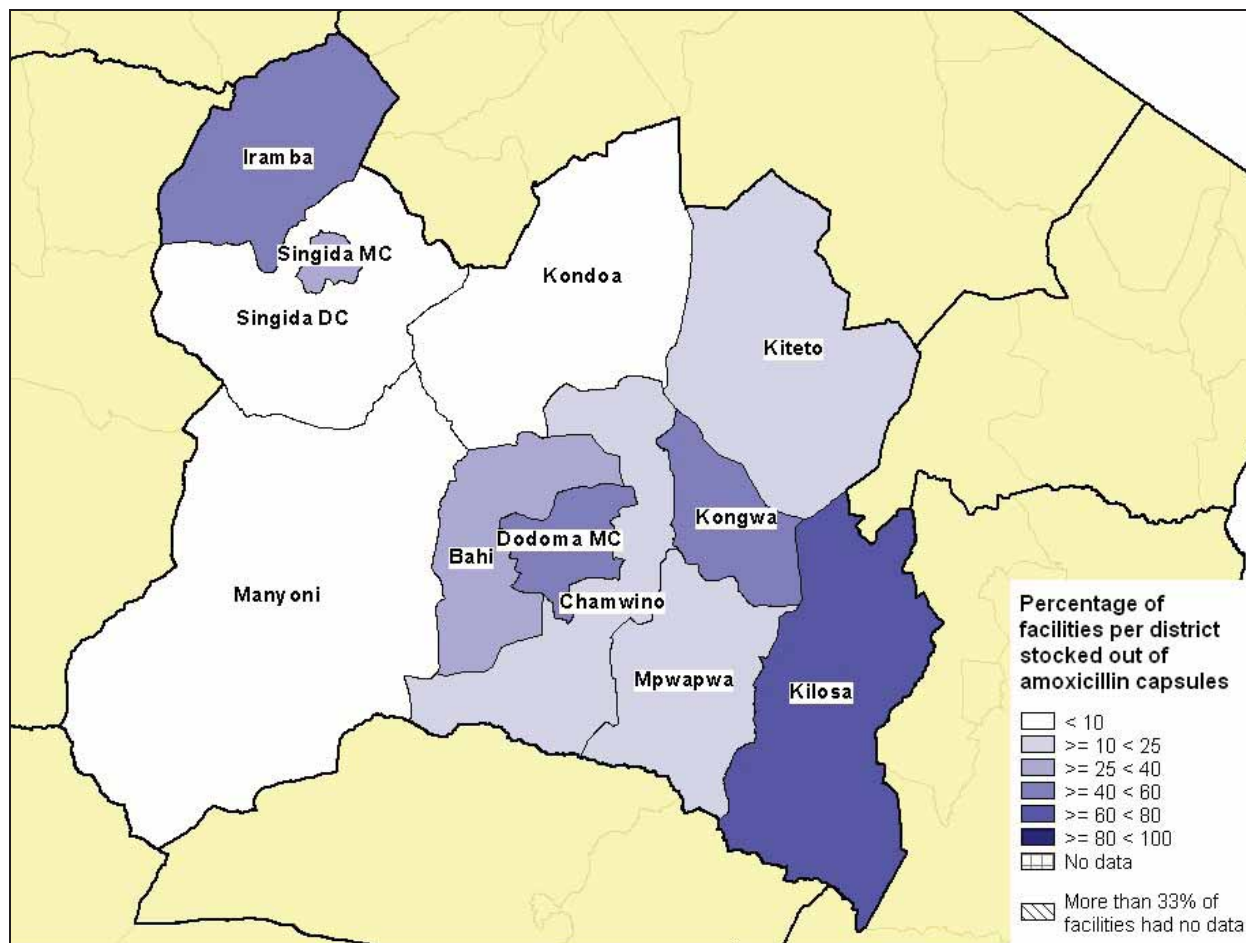 Iramba
Singida MC
Kondoa
Singida DC
Kiteto
Kongwa
Dodoma MC
Bahi
Manyoni
Chamwino
Mpwapwa
Kilosa
Percentage of
facilities per district
stocked out of
amoxicillin capsules
< 10
>= 10 < 25
>= 25 < 40
>= 40 < 60
>= 60 < 80
>= 80 < 100
No data
More than 33% of
facilities had no data